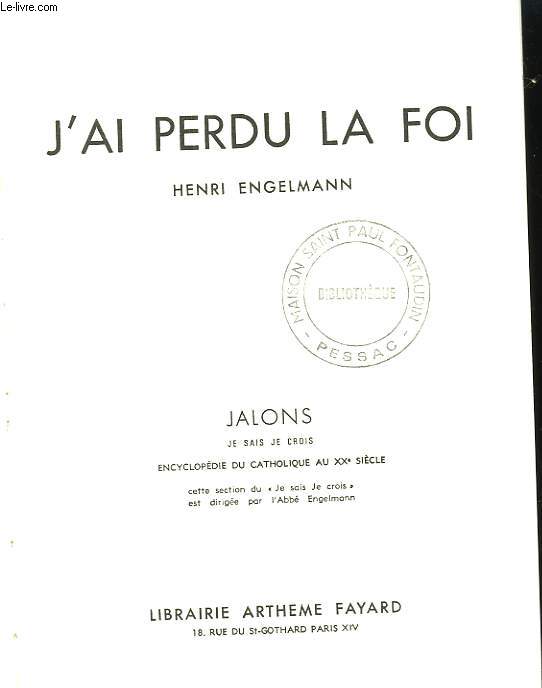 Le-livre.com
J'AI PERDU LA FOI
HENRI ENGELMANN
MAISON SAINT PAUL FONTAUDIN
BIBLIOTHÈQUE
- PESSAC -
JALONS
JE SAIS JE CROIS
ENCYCLOPÉDIE DU CATHOLIQUE AU XXe SIÈCLE
cette section du « Je sais Je crois »
est dirigée par l'Abbé Engelmann
LIBRAIRIE ARTHEME FAYARD
18, RUE DU St-GOTHARD PARIS XIV